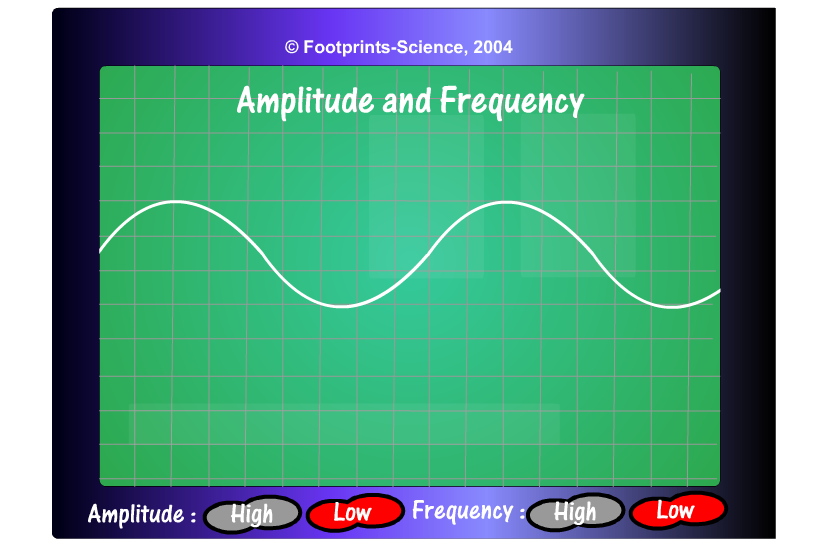 © Footprints-Science, 2004
Amplitude and Frequency
Amplitude : High Low Frequency : High Low